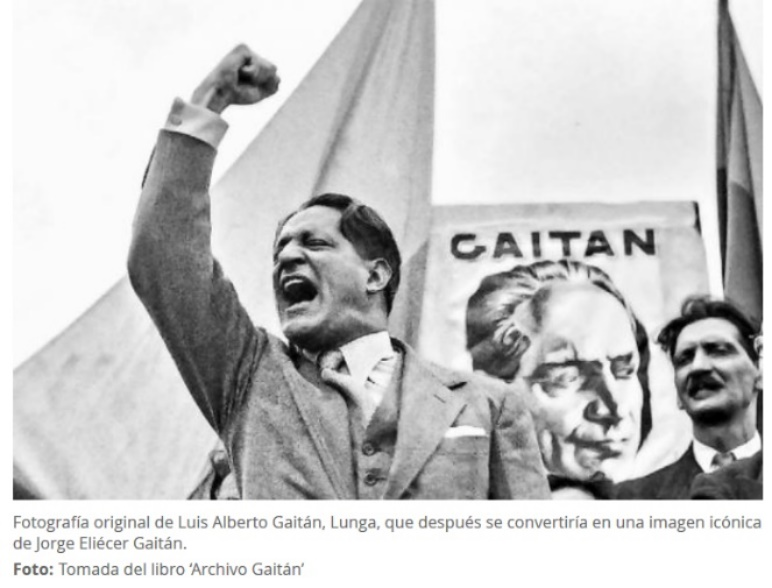 GAITAN
Fotografía original de Luis Alberto Gaitán, Lunga, que después se convertiría en una imagen icónica
de Jorge Eliécer Gaitán.
Foto: Tomada del libro ‘Archivo Gaitán’